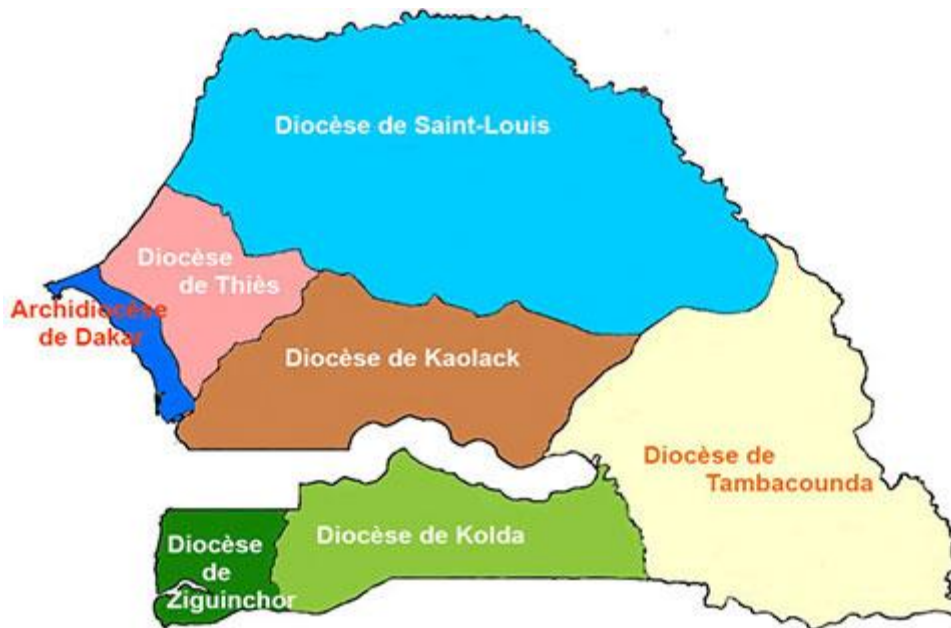 Diocèse de Saint-Louis
Diocèse
de Thiès
Archidiocèse
de Dakar
Diocèse de Kaolack
Diocèse de
Tambacounda
Diocèse de Kolda
Diocèse
de
Ziguinchor